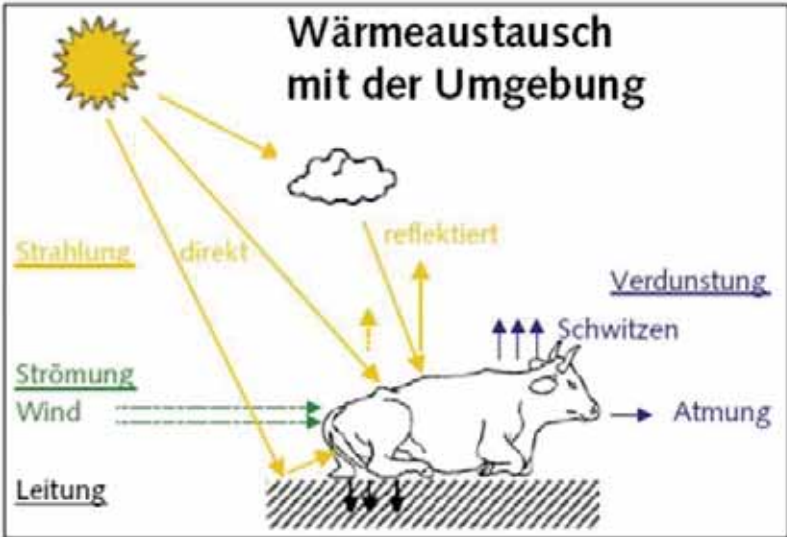 Wärmeaustausch
mit der Umgebung
Strahlung
direkt
reflektiert
Verdunstung
Schwitzen
Strömung
Wind
Atmung
Leitung